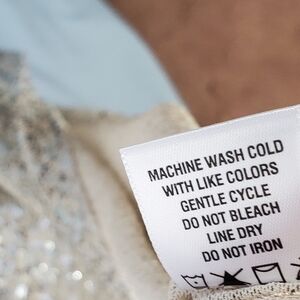 MACHINE WASH COLD
WITH LIKE COLORS
GENTLE CYCLE
DO NOT BLEACH
LINE DRY
DO NOT IRON